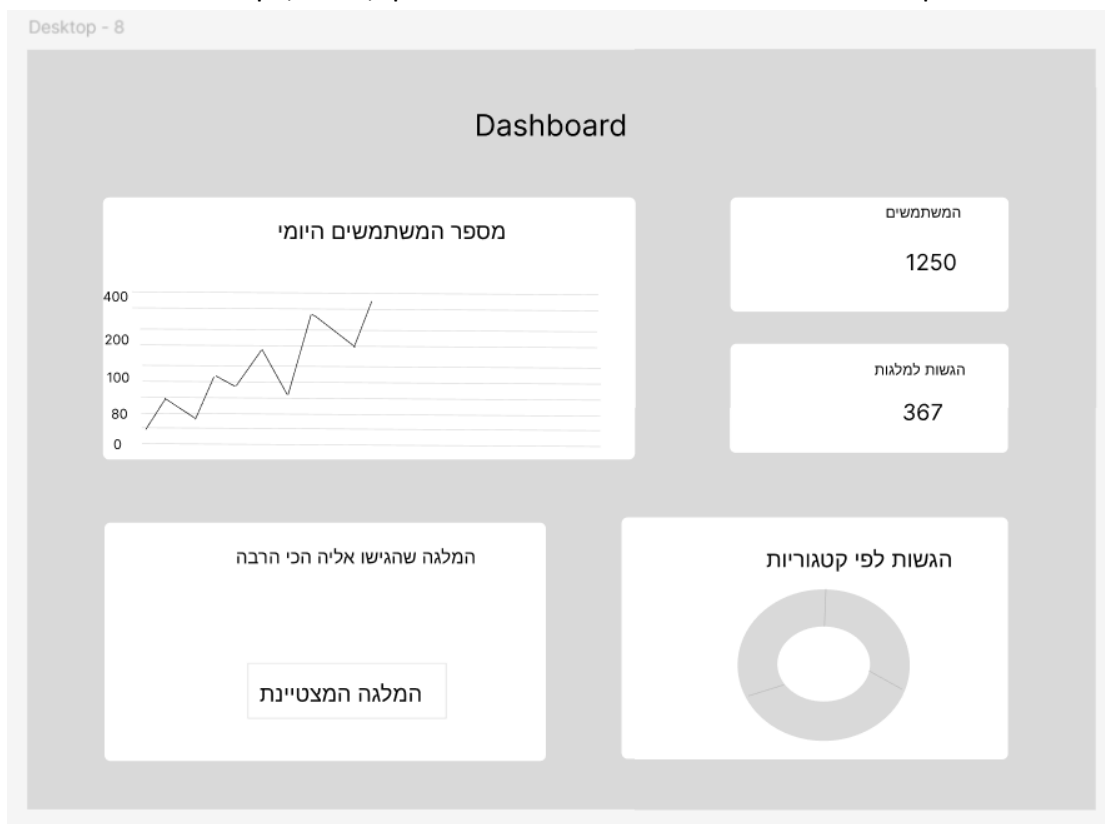 Desktop - 8
Dashboard
המשתמשים
1250
הגשות למלגות
367
מספר המשתמשים היומי
400
200
100
80
0
הגשות לפי קטגוריות
המלגה שהגישו אליה הכי הרבה
המלגה המצטיינת